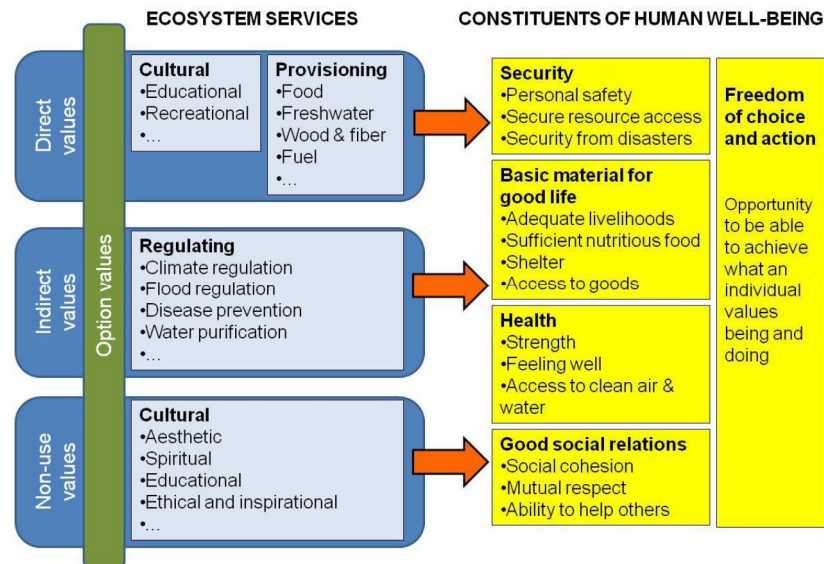 ECOSYSTEM SERVICES
CONSTITUENTS OF HUMAN WELL-BEING
Direct
values
Indirect
values
Non-use
values
Option values
Cultural
•Educational
•Recreational
•…
Provisioning
•Food
•Freshwater
•Wood & fiber
•Fuel
•…
Regulating
•Climate regulation
•Flood regulation
•Disease prevention
•Water purification
•…
Cultural
•Aesthetic
•Spiritual
•Educational
•Ethical and inspirational
•…
Security
•Personal safety
•Secure resource access
•Security from disasters
Basic material for
good life
•Adequate livelihoods
•Sufficient nutritious food
•Shelter
•Access to goods
Health
•Strength
•Feeling well
•Access to clean air &
water
Good social relations
•Social cohesion
•Mutual respect
•Ability to help others
Freedom
of choice
and action
Opportunity
to be able
to achieve
what an
individual
values
being and
doing